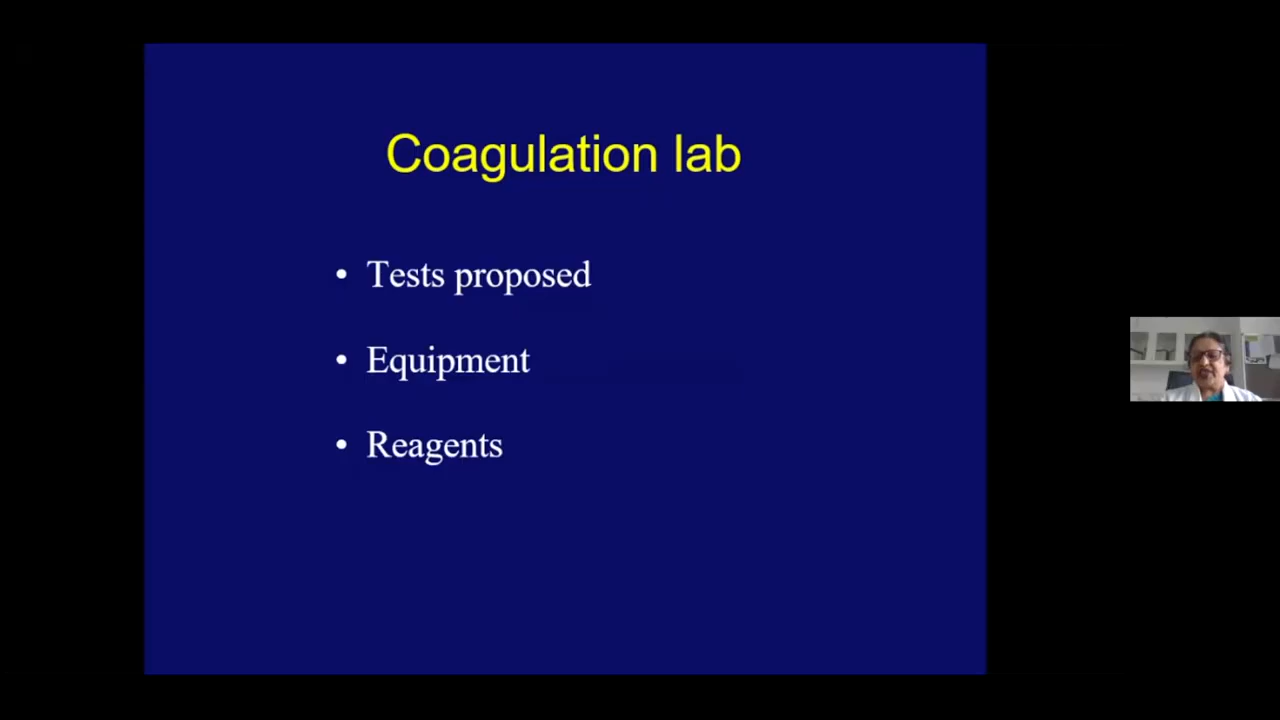 Coagulation lab
• Tests proposed
• Equipment
• Reagents